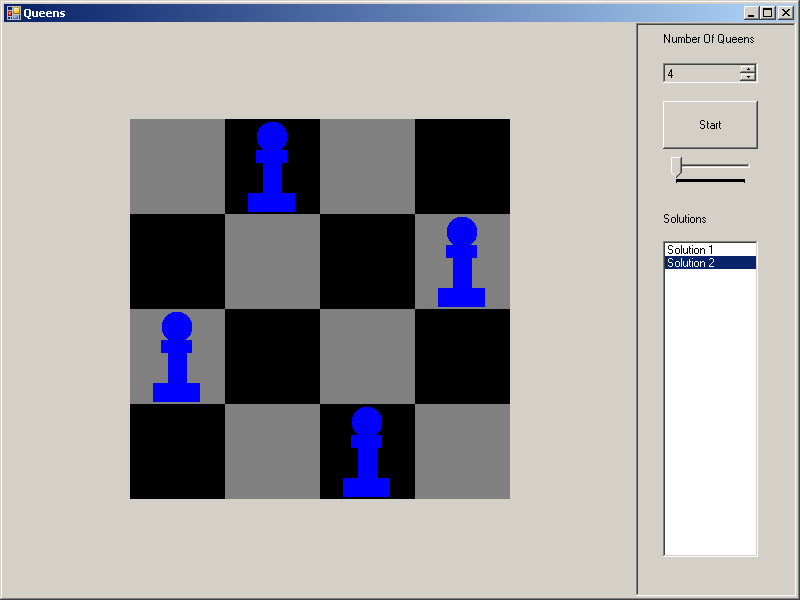 Queens
Number Of Queens
4
Start
Solutions
Solution 1
Solution 2